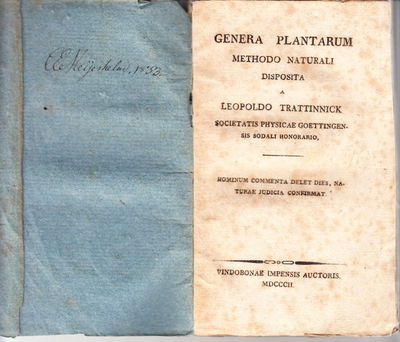 1853.
GENERA PLANTARUM
METHODO NATURALI
DISPOSITA
A
LEOPOLDO TRATTINNICK
SOCIETATIS PHYSICAE GOETTINGEN-
SIS SODALI HONORARIO,
HOMINUM COMMENTA DELET DIES, NA-
TURAE JUDICIA CONFIRMAT
VINDOBONAE IMPENSIS AUCTORIS.
MDCCCII.